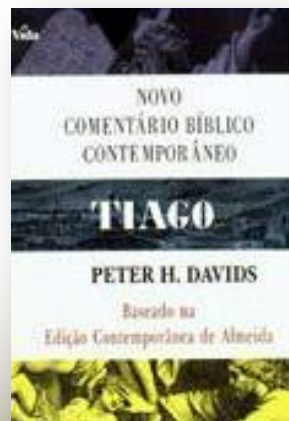 Vida
NOVO
COMENTÁRIO BÍBLICO
CONTEMPORÂNEO
TIAGO
PETER H. DAVIDS
Baseado na
Edição Contemporânea de Almeida